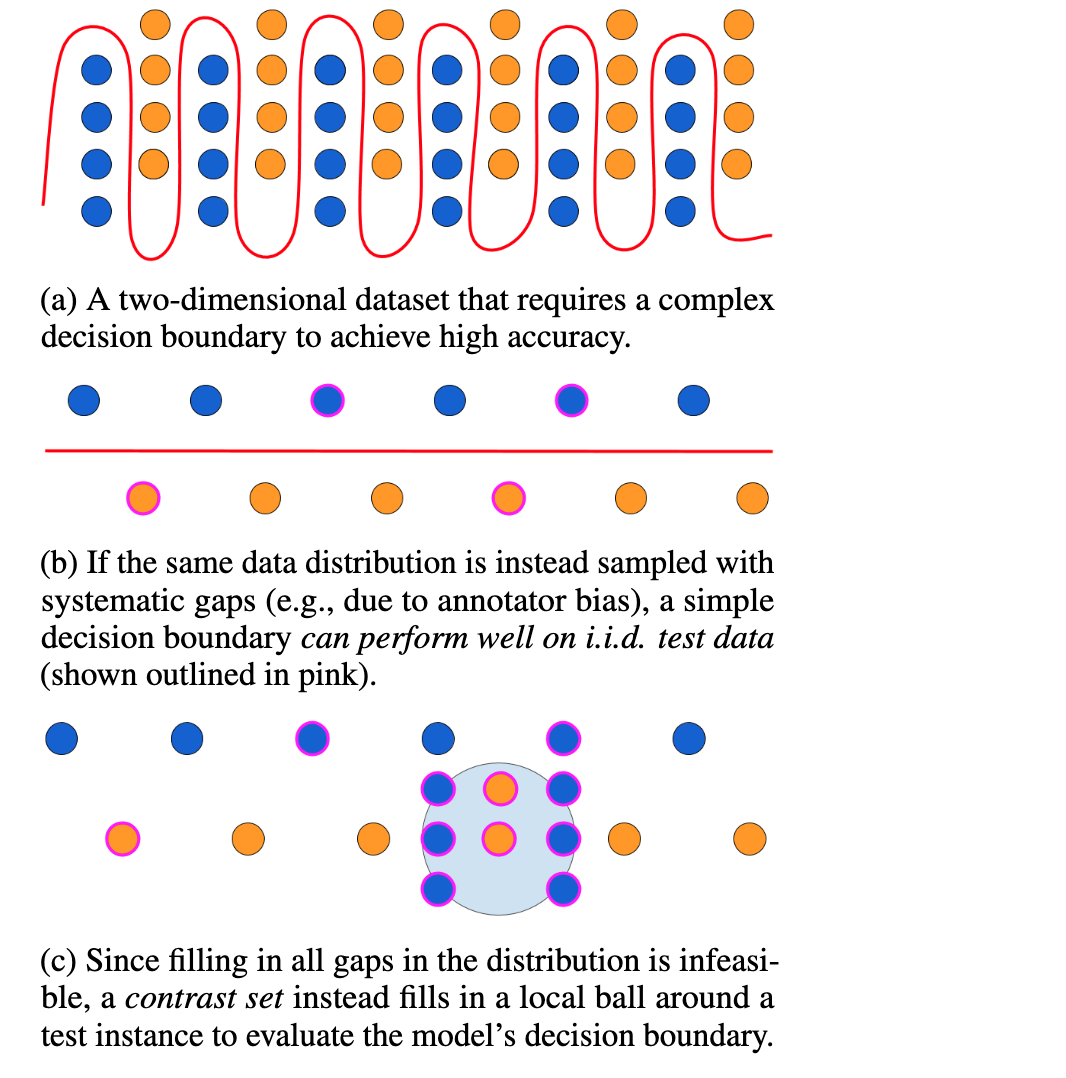 (a) A two-dimensional dataset that requires a complex
decision boundary to achieve high accuracy.
(b) If the same data distribution is instead sampled with
systematic gaps (e.g., due to annotator bias), a simple
decision boundary can perform well on i.i.d. test data
(shown outlined in pink).
(c) Since filling in all gaps in the distribution is infeasi-
ble, a contrast set instead fills in a local ball around a
test instance to evaluate the model’s decision boundary.